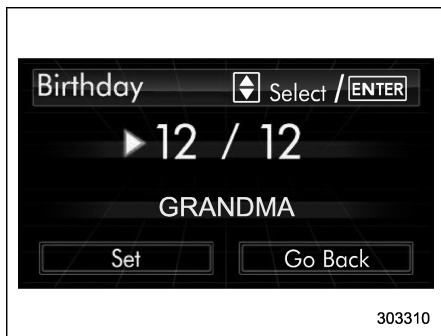 Birthday Select / ENTER
12 / 12
GRANDMA
Set Go Back
303310